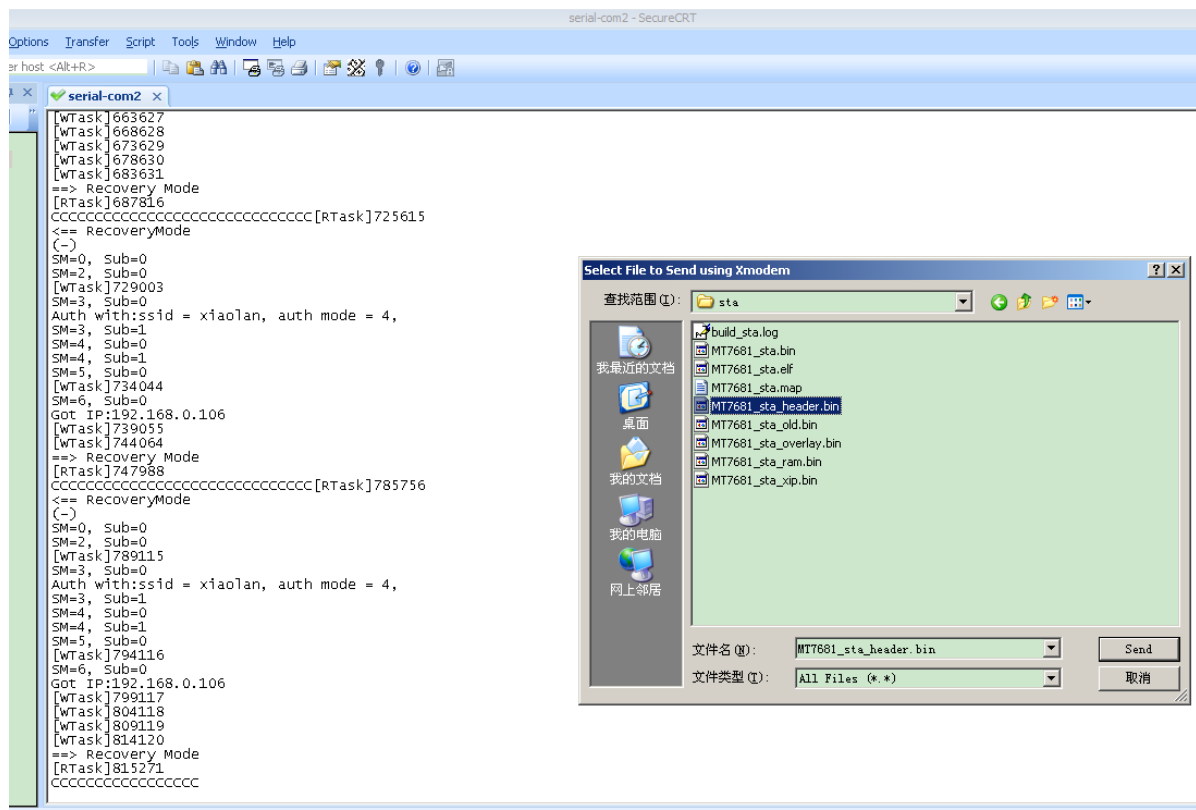 serial-com2 - SecureCRT
Options Transfer Script Tools Window Help
er host <Alt+R>
serial-com2
[WTask]663627
[WTask]668628
[WTask]673629
[WTask]678630
[WTask]683631
==> Recovery Mode
[RTask]687816
CCCCCCCCCCCCCCCCCCCCCCCCCCCCCC[RTask]725615
<== RecoveryMode
(-)
SM=0, Sub=0
SM=2, Sub=0
[WTask]729003
SM=3, Sub=0
Auth with:ssid = xiaolan, auth mode = 4,
SM=3, Sub=1
SM=4, Sub=0
SM=4, Sub=1
SM=5, Sub=0
[WTask]734044
SM=6, Sub=0
Got IP:192.168.0.106
[WTask]739055
[WTask]744064
==> Recovery Mode
[RTask]747988
CCCCCCCCCCCCCCCCCCCCCCCCCCCCCC[RTask]785756
<== RecoveryMode
(-)
SM=0, Sub=0
SM=2, Sub=0
[WTask]789115
SM=3, Sub=0
Auth with:ssid = xiaolan, auth mode = 4,
SM=3, Sub=1
SM=4, Sub=0
SM=4, Sub=1
SM=5, Sub=0
[WTask]794116
SM=6, Sub=0
Got IP:192.168.0.106
[WTask]799117
[WTask]804118
[WTask]809119
[WTask]814120
==> Recovery Mode
[RTask]815271
CCCCCCCCCCCCCCCCC
Select File to Send using Xmodem
查找范围(I): sta
我最近的文档
桌面
我的文档
我的电脑
网上邻居
build_sta.log
MT7681_sta.bin
MT7681_sta.elf
MT7681_sta.map
MT7681_sta_header.bin
MT7681_sta_old.bin
MT7681_sta_overlay.bin
MT7681_sta_ram.bin
MT7681_sta_xip.bin
文件名(N): MT7681_sta_header.bin Send
文件类型(T): All Files (*.*) 取消